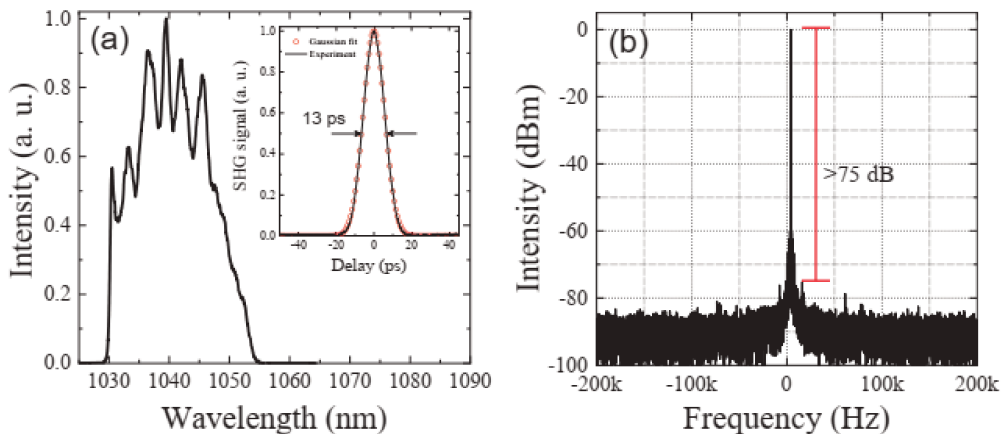 (a)
Intensity (a. u.)
1.0
0.8
0.6
0.4
0.2
0.0
1030 1040 1050 1060 1070 1080 1090
Wavelength (nm)
Gaussian fit
Experiment
SHG signal (a. u.)
1.0
0.8
0.6
0.4
0.2
0.0
13 ps
-40 -20 0 20 40
Delay (ps)
(b)
Intensity (dBm)
0
-20
-40
-60
-80
-100
>75 dB
-200k -100k 0 100k 200k
Frequency (Hz)